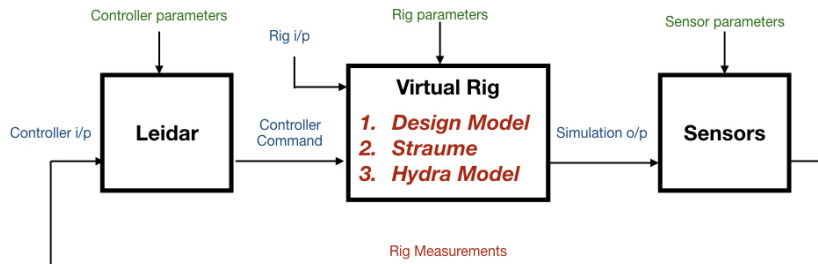 Controller parameters
Rig parameters
Sensor parameters
Rig i/p
Virtual Rig
Controller i/p
Leidar
Controller
Command
1. Design Model
2. Straume
3. Hydra Model
Simulation o/p
Sensors
Rig Measurements